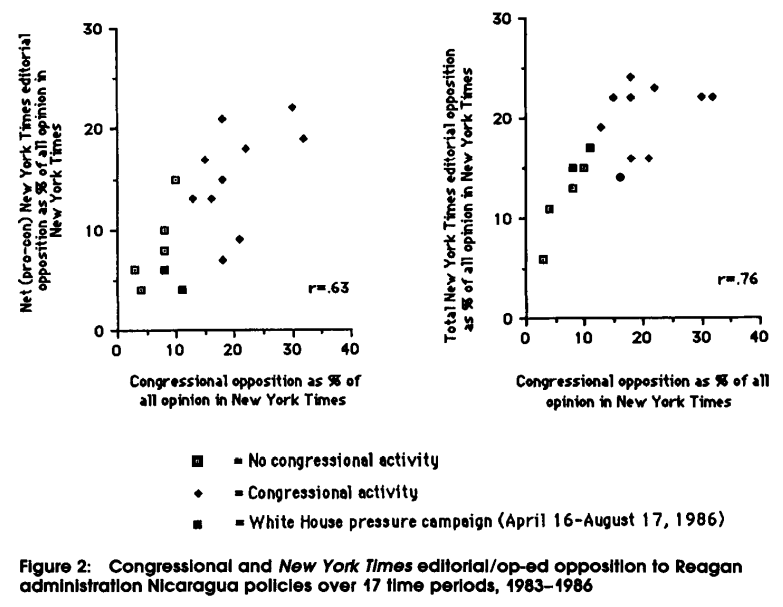 Net (pro-con) New York Times editorial
opposition as % of all opinion in
New York Times
30
20
10
0
0 10 20 30 40
r=.63
Congressional opposition as % of
all opinion in New York Times
Total New York Times editorial opposition
as % of all opinion in New York Times
30
20
10
0
0 10 20 30 40
r=.76
Congressional opposition as % of all
opinion in New York Times
= No congressional activity
= Congressional activity
= White House pressure campaign (April 16-August 17, 1986)
Figure 2: Congressional and New York Times editorial/op-ed opposition to Reagan
administration Nicaragua policies over 17 time periods, 1983–1986